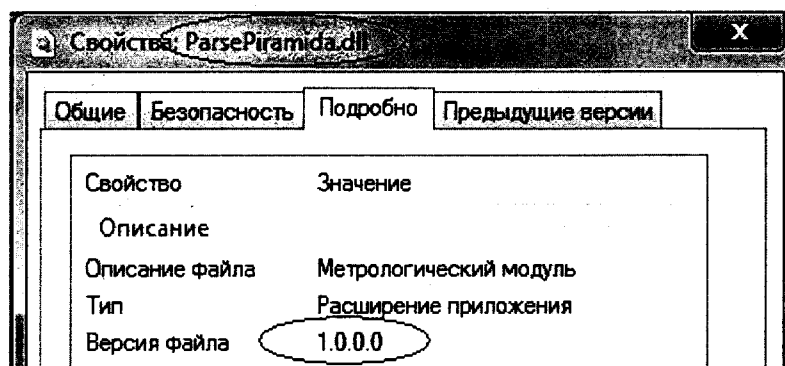 Свойства: ParsePiramida.dll
X
Общие Безопасность Подробно Предыдущие версии
Свойство Значение
Описание
Описание файла Метрологический модуль
Тип Расширение приложения
Версия файла 1.0.0.0